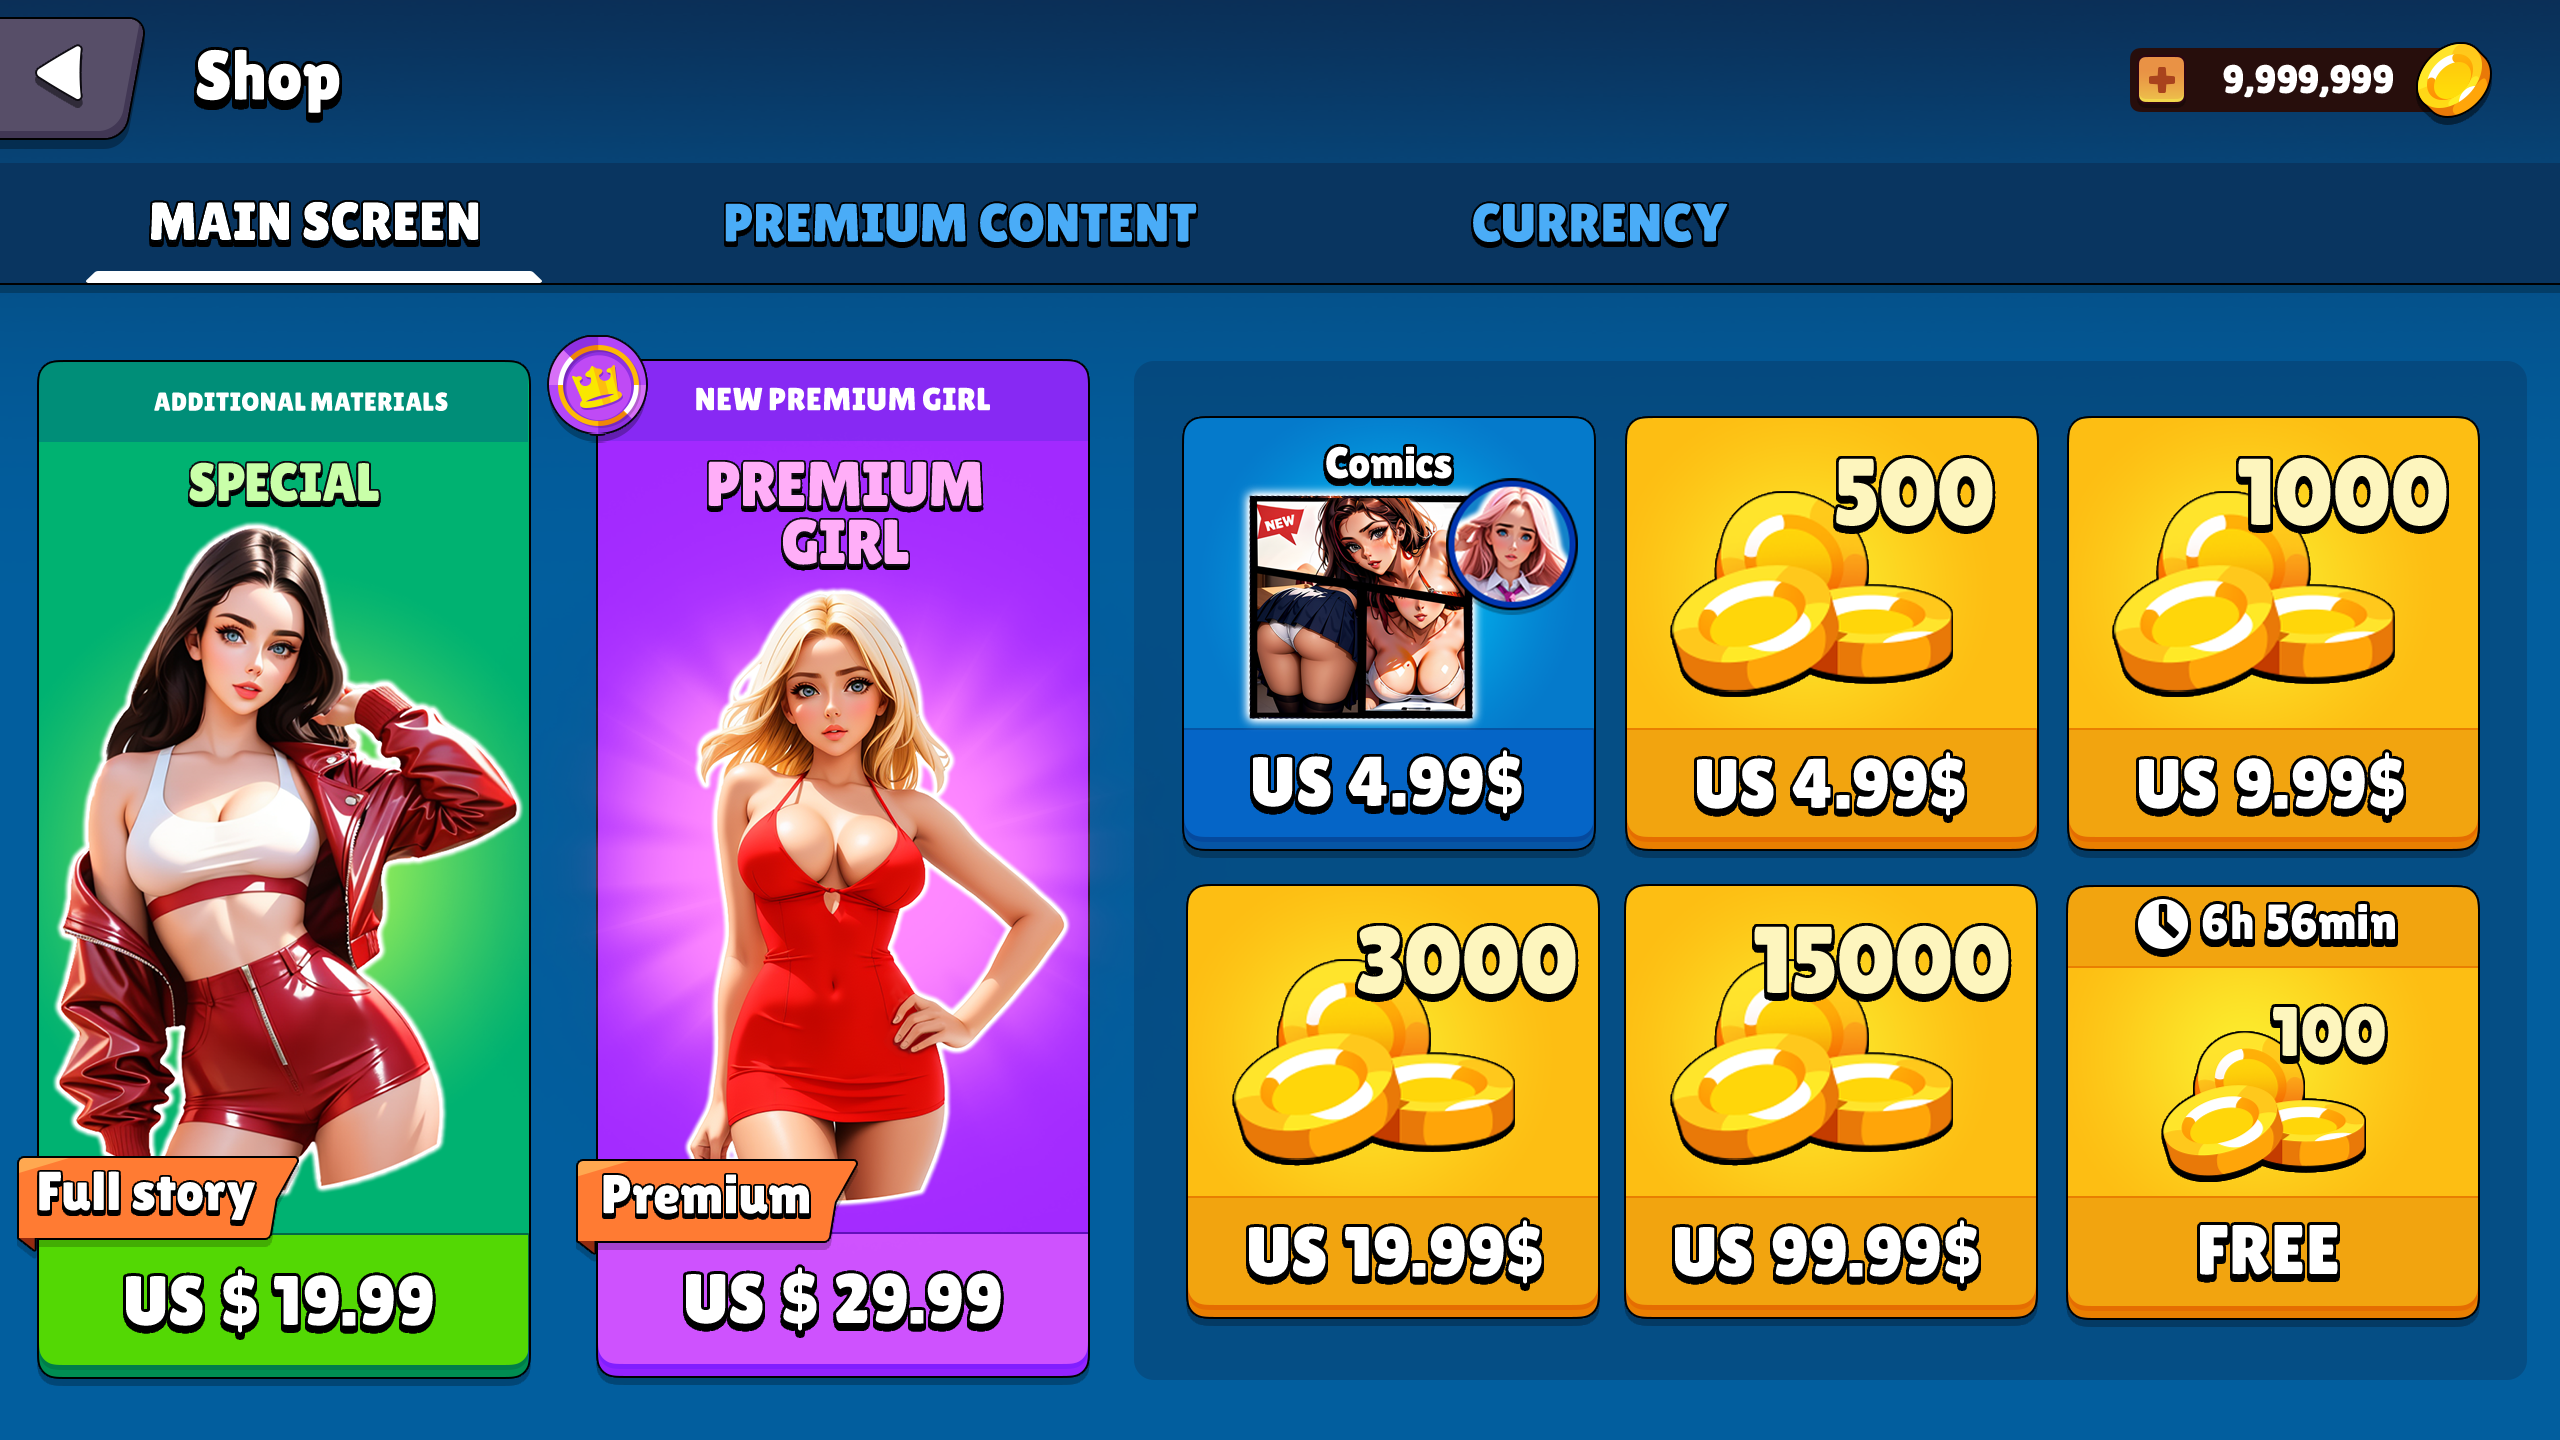 Shop
9,999,999
MAIN SCREEN
PREMIUM CONTENT
CURRENCY
ADDITIONAL MATERIALS
SPECIAL
Full story
US $ 19.99
NEW PREMIUM GIRL
PREMIUM
GIRL
Premium
US $ 29.99
Comics
NEW
US 4.99$
500
US 4.99$
1000
US 9.99$
3000
US 19.99$
15000
US 99.99$
6h 56min
100
FREE